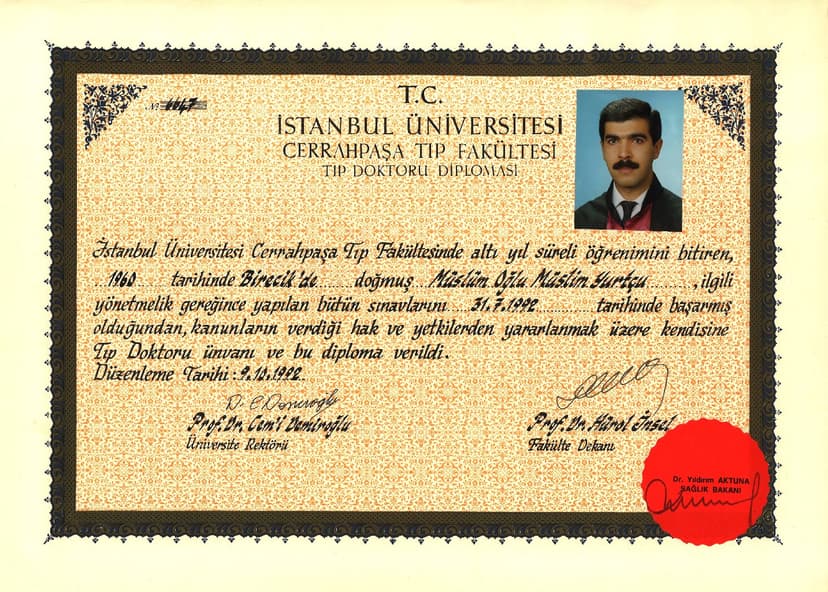 T.C.
№ 4447
İSTANBUL ÜNİVERSİTESİ
CERRAHPAŞA TIP FAKÜLTESİ
TIP DOKTORU DİPLOMASI
İstanbul Üniversitesi Cerrahpaşa Tıp Fakültesinde altı yıl süreli öğrenimini bitiren,
1960 tarihinde Birecik'de doğmuş Müslüm Oğlu Müslim Yurtçu, ilgili
yönetmelik gereğince yapılan bütün sınavlarını 31.7.1992 tarihinde başarmış
olduğundan, kanunların verdiği hak ve yetkilerden yararlanmak üzere kendisine
Tıp Doktoru ünvanı ve bu diploma verildi.
Düzenleme Tarihi : 9.10.1992
Prof. Dr. Cem'i Demiroğlu
Üniversite Rektörü
Prof. Dr. Hürol İnsel
Fakülte Dekanı
Dr. Yıldırım AKTUNA
SAĞLIK BAKANI